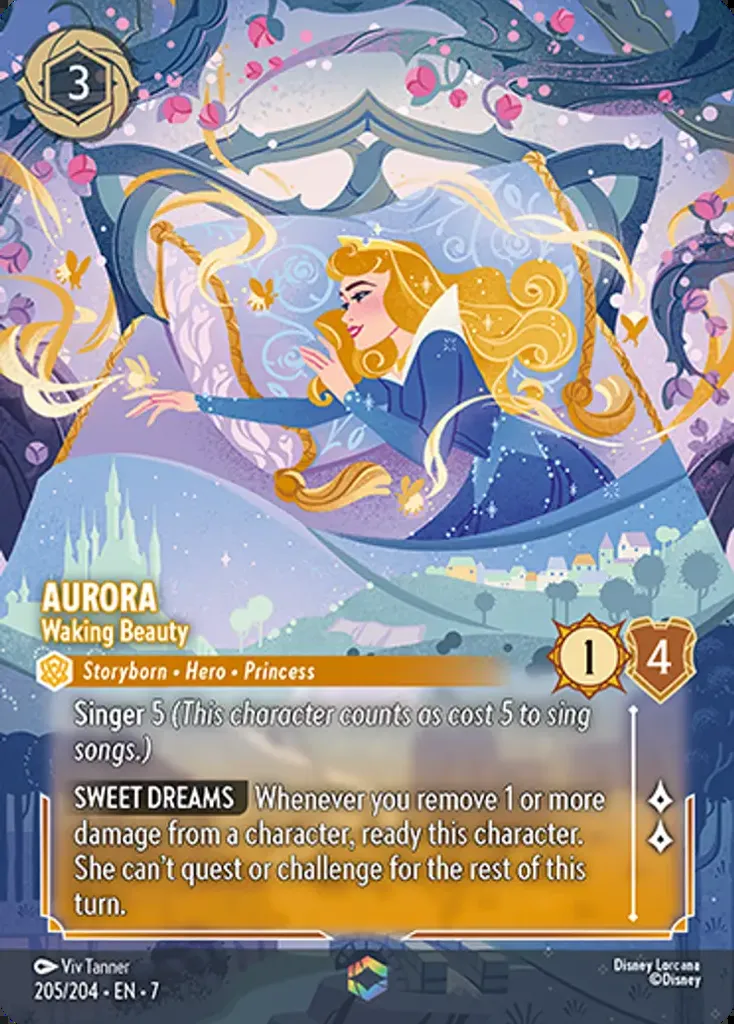 3
AURORA
Waking Beauty
Storyborn • Hero • Princess
1
4
Singer 5 (This character counts as cost 5 to sing
songs.)
SWEET DREAMS Whenever you remove 1 or more
damage from a character, ready this character.
She can't quest or challenge for the rest of this
turn.
Viv Tanner
205/204 • EN • 7
Disney Lorcana
©Disney